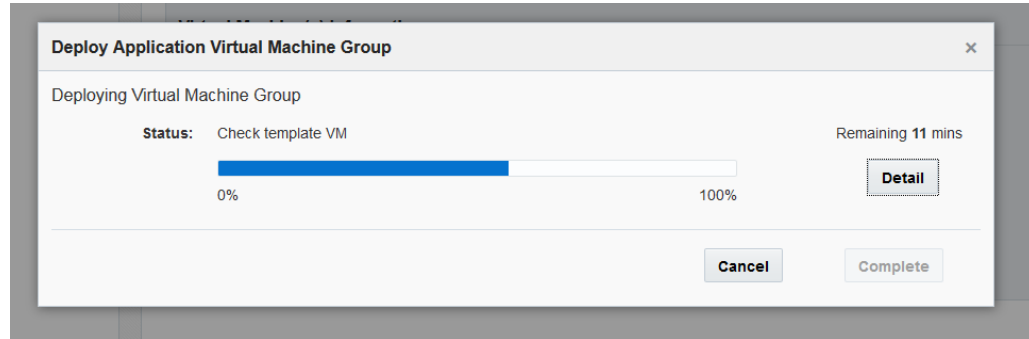 Deploy Application Virtual Machine Group
×
Deploying Virtual Machine Group
Status: Check template VM Remaining 11 mins
Detail
0% 100%
Cancel Complete